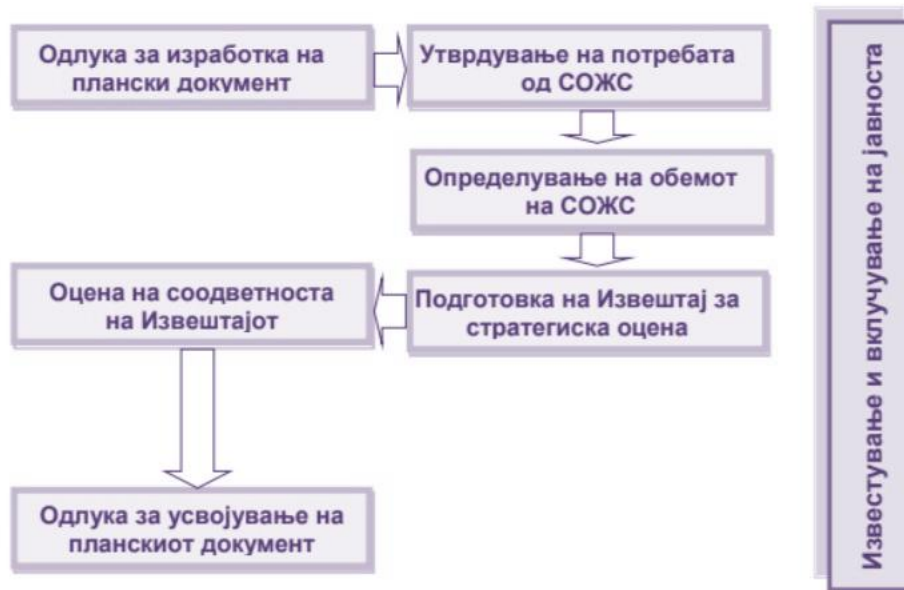 Одлука за изработка на
плански документ
Утврдување на потребата
од СОЖС
Определување на обемот
на СОЖС
Подготовка на Извештај за
стратегиска оцена
Оцена на соодветноста
на Извештајот
Одлука за усвојување на
планскиот документ
Известување и вклучување на јавноста